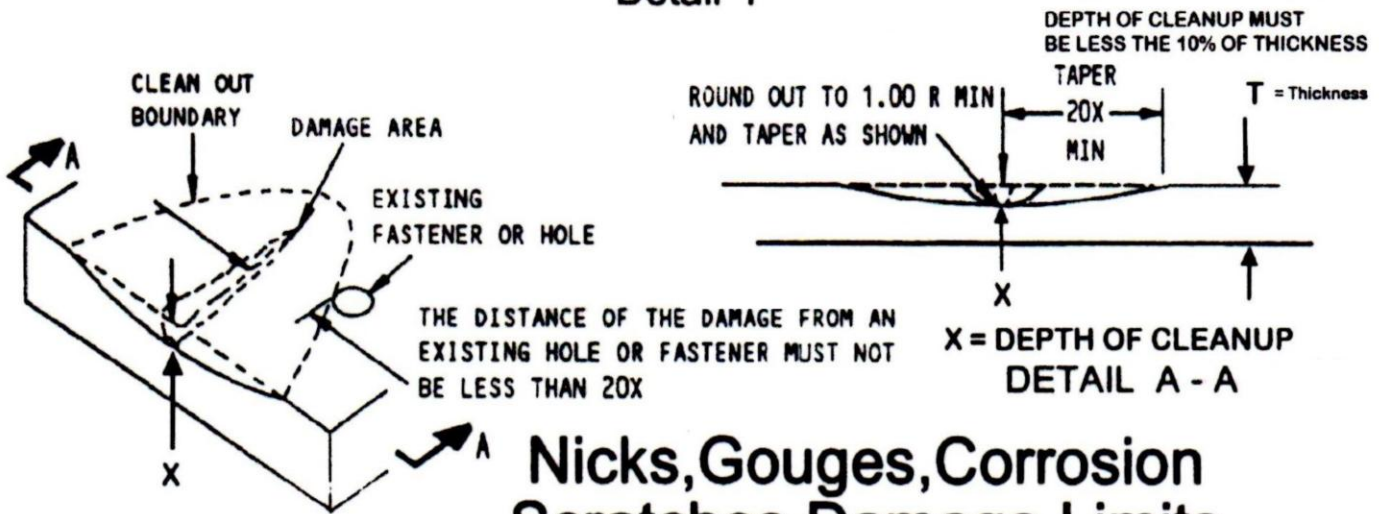 DEPTH OF CLEANUP MUST
BE LESS THE 10% OF THICKNESS
CLEAN OUT
BOUNDARY
DAMAGE AREA
A
EXISTING
FASTENER OR HOLE
THE DISTANCE OF THE DAMAGE FROM AN
EXISTING HOLE OR FASTENER MUST NOT
BE LESS THAN 20X
X
A
ROUND OUT TO 1.00 R MIN
AND TAPER AS SHOWN
TAPER
20X
MIN
T = Thickness
X
X = DEPTH OF CLEANUP
DETAIL A - A
Nicks,Gouges,Corrosion